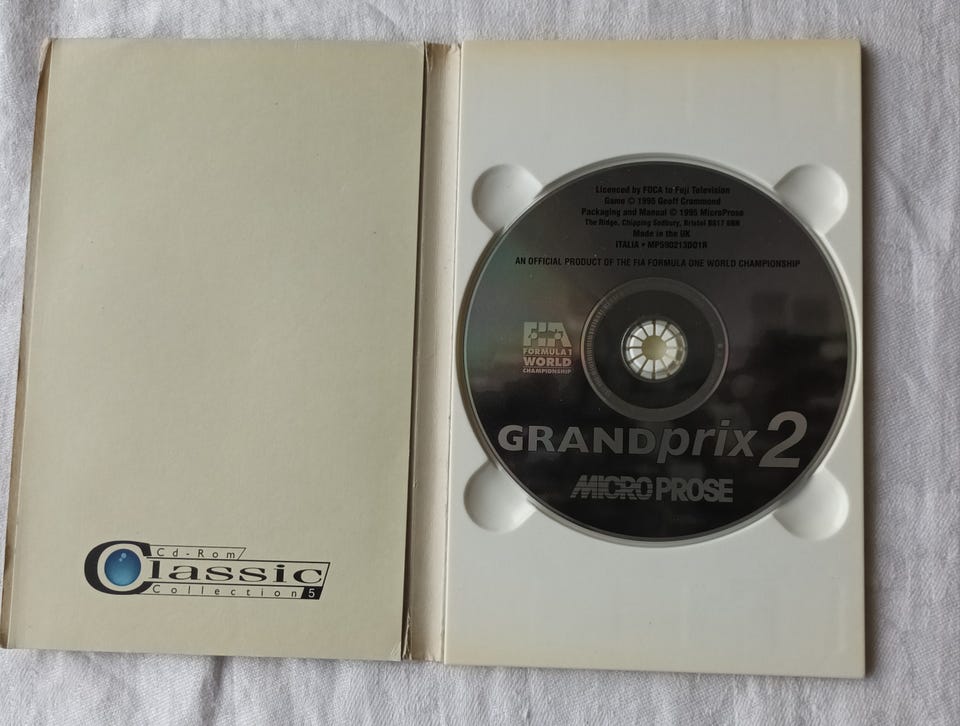 Cd-Rom
Classic
Collection 5
Licenced by FOCA to Fuji Television
Game © 1995 Geoff Crammond
Packaging and Manual © 1995 MicroProse
The Ridge, Chipping Sodbury, Bristol BS17 6BN
Made in the UK
ITALIA • MP590213D01R
AN OFFICIAL PRODUCT OF THE FIA FORMULA ONE WORLD CHAMPIONSHIP
FIA
FORMULA 1
WORLD
CHAMPIONSHIP
GRANDprix 2
MICROPROSE